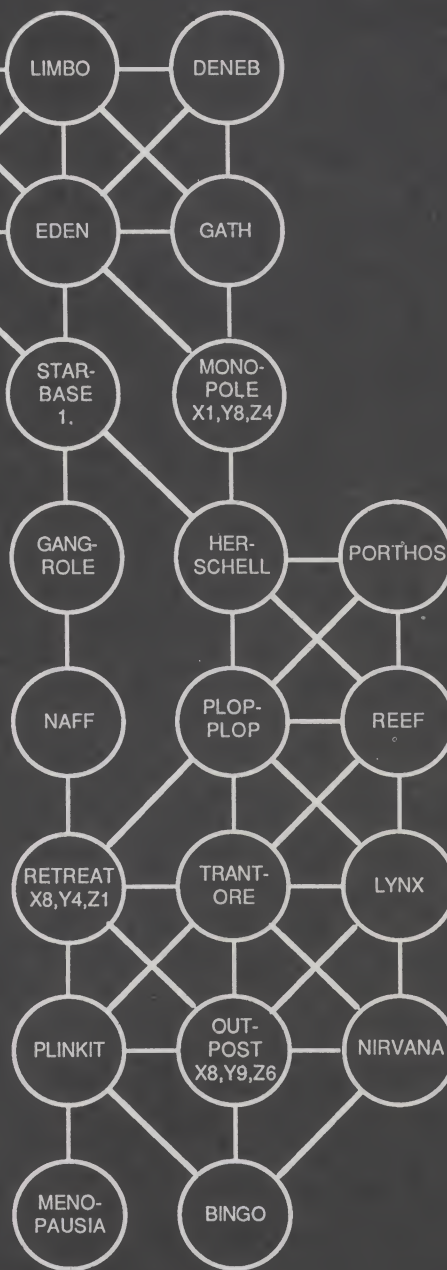 LIMBO
DENEB
EDEN
GATH
STAR-
BASE
1.
MONO-
POLE
X1,Y8,Z4
GANG-
ROLE
HER-
SCHELL
PORTHOS
NAFF
PLOP-
PLOP
REEF
RETREAT
X8,Y4,Z1
TRANT-
ORE
LYNX
PLINKIT
OUT-
POST
X8,Y9,Z6
NIRVANA
MENO-
PAUSIA
BINGO